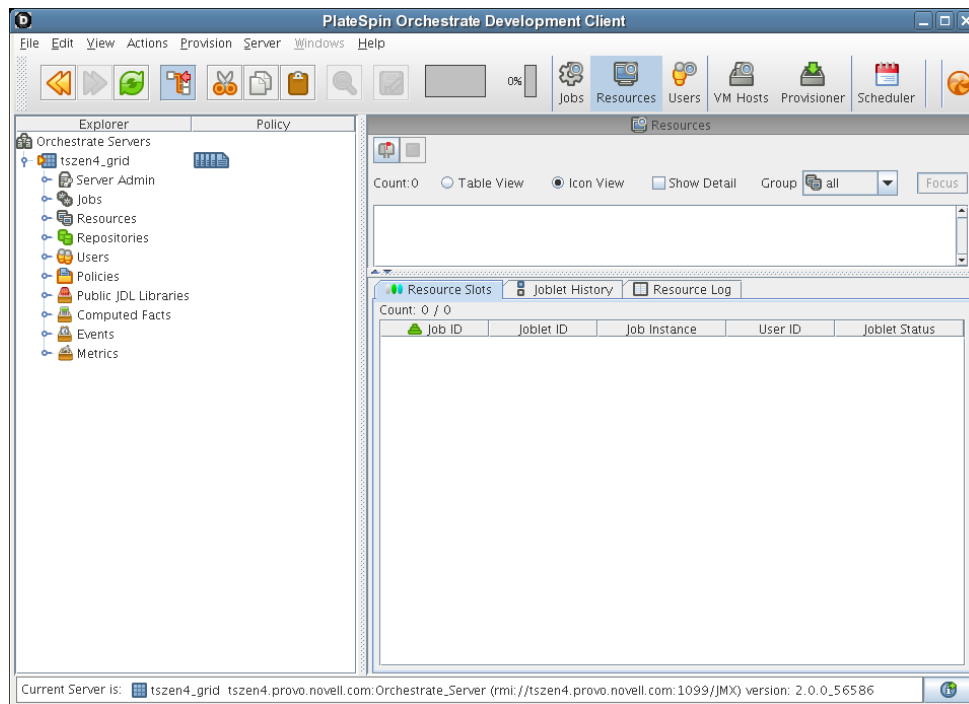 PlateSpin Orchestrate Development Client
File Edit View Actions Provision Server Windows Help
0% Jobs Resources Users VM Hosts Provisioner Scheduler
Explorer Policy
Resources
Orchestrate Servers
tszen4_grid
Server Admin
Jobs
Resources
Repositories
Users
Policies
Public JDL Libraries
Computed Facts
Events
Metrics
Count:0 Table View Icon View Show Detail Group all Focus
Resource Slots Joblet History Resource Log
Count: 0 / 0
Job ID Joblet ID Job Instance User ID Joblet Status
Current Server is: tszen4_grid tszen4.provo.novell.com:Orchestrate_Server (rmi://tszen4.provo.novell.com:1099/JMX) version: 2.0.0_56586